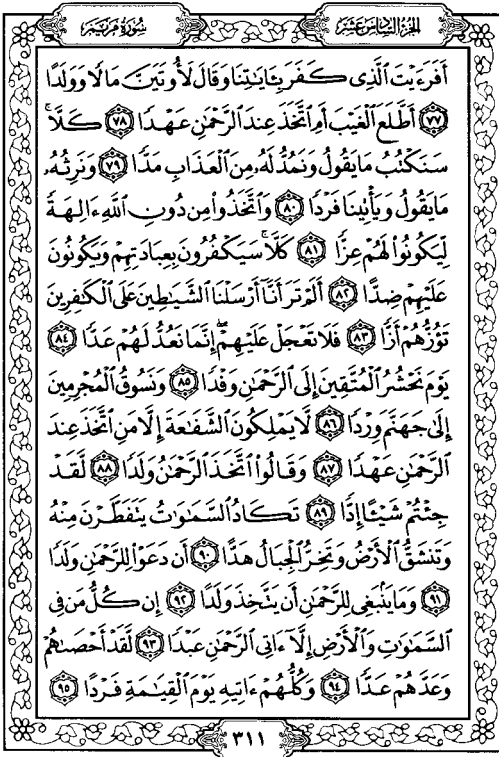 الجزء السادس عشر
سورة مريم
أَفَرَءَيْتَ ٱلَّذِى كَفَرَ بِـَٔايَٰتِنَا وَقَالَ لَأُوتَيَنَّ مَالًا وَوَلَدًا
٧٧ أَطَّلَعَ ٱلْغَيْبَ أَمِ ٱتَّخَذَ عِندَ ٱلرَّحْمَٰنِ عَهْدًا ٧٨ كَلَّا ۚ
سَنَكْتُبُ مَا يَقُولُ وَنَمُدُّ لَهُۥ مِنَ ٱلْعَذَابِ مَدًّا ٧٩ وَنَرِثُهُۥ
مَا يَقُولُ وَيَأْتِينَا فَرْدًا ٨٠ وَٱتَّخَذُوا۟ مِن دُونِ ٱللَّهِ ءَالِهَةً
لِّيَكُونُوا۟ لَهُمْ عِزًّا ٨١ كَلَّا ۚ سَيَكْفُرُونَ بِعِبَادَتِهِمْ وَيَكُونُونَ
عَلَيْهِمْ ضِدًّا ٨٢ أَلَمْ تَرَ أَنَّآ أَرْسَلْنَا ٱلشَّيَٰطِينَ عَلَى ٱلْكَٰفِرِينَ
تَؤُزُّهُمْ أَزًّا ٨٣ فَلَا تَعْجَلْ عَلَيْهِمْ ۖ إِنَّمَا نَعُدُّ لَهُمْ عَدًّا ٨٤
يَوْمَ نَحْشُرُ ٱلْمُتَّقِينَ إِلَى ٱلرَّحْمَٰنِ وَفْدًا ٨٥ وَنَسُوقُ ٱلْمُجْرِمِينَ
إِلَىٰ جَهَنَّمَ وِرْدًا ٨٦ لَّا يَمْلِكُونَ ٱلشَّفَٰعَةَ إِلَّا مَنِ ٱتَّخَذَ عِندَ
ٱلرَّحْمَٰنِ عَهْدًا ٨٧ وَقَالُوا۟ ٱتَّخَذَ ٱلرَّحْمَٰنُ وَلَدًا ٨٨ لَّقَدْ
جِئْتُمْ شَيْـًٔا إِدًّا ٨٩ تَكَادُ ٱلسَّمَٰوَٰتُ يَتَفَطَّرْنَ مِنْهُ
وَتَنشَقُّ ٱلْأَرْضُ وَتَخِرُّ ٱلْجِبَالُ هَدًّا ٩٠ أَن دَعَوْا۟ لِلرَّحْمَٰنِ وَلَدًا
٩١ وَمَا يَنۢبَغِى لِلرَّحْمَٰنِ أَن يَتَّخِذَ وَلَدًا ٩٢ إِن كُلُّ مَن فِى
ٱلسَّمَٰوَٰتِ وَٱلْأَرْضِ إِلَّآ ءَاتِى ٱلرَّحْمَٰنِ عَبْدًا ٩٣ لَّقَدْ أَحْصَىٰهُمْ
وَعَدَّهُمْ عَدًّا ٩٤ وَكُلُّهُمْ ءَاتِيهِ يَوْمَ ٱلْقِيَٰمَةِ فَرْدًا ٩٥
٣١١